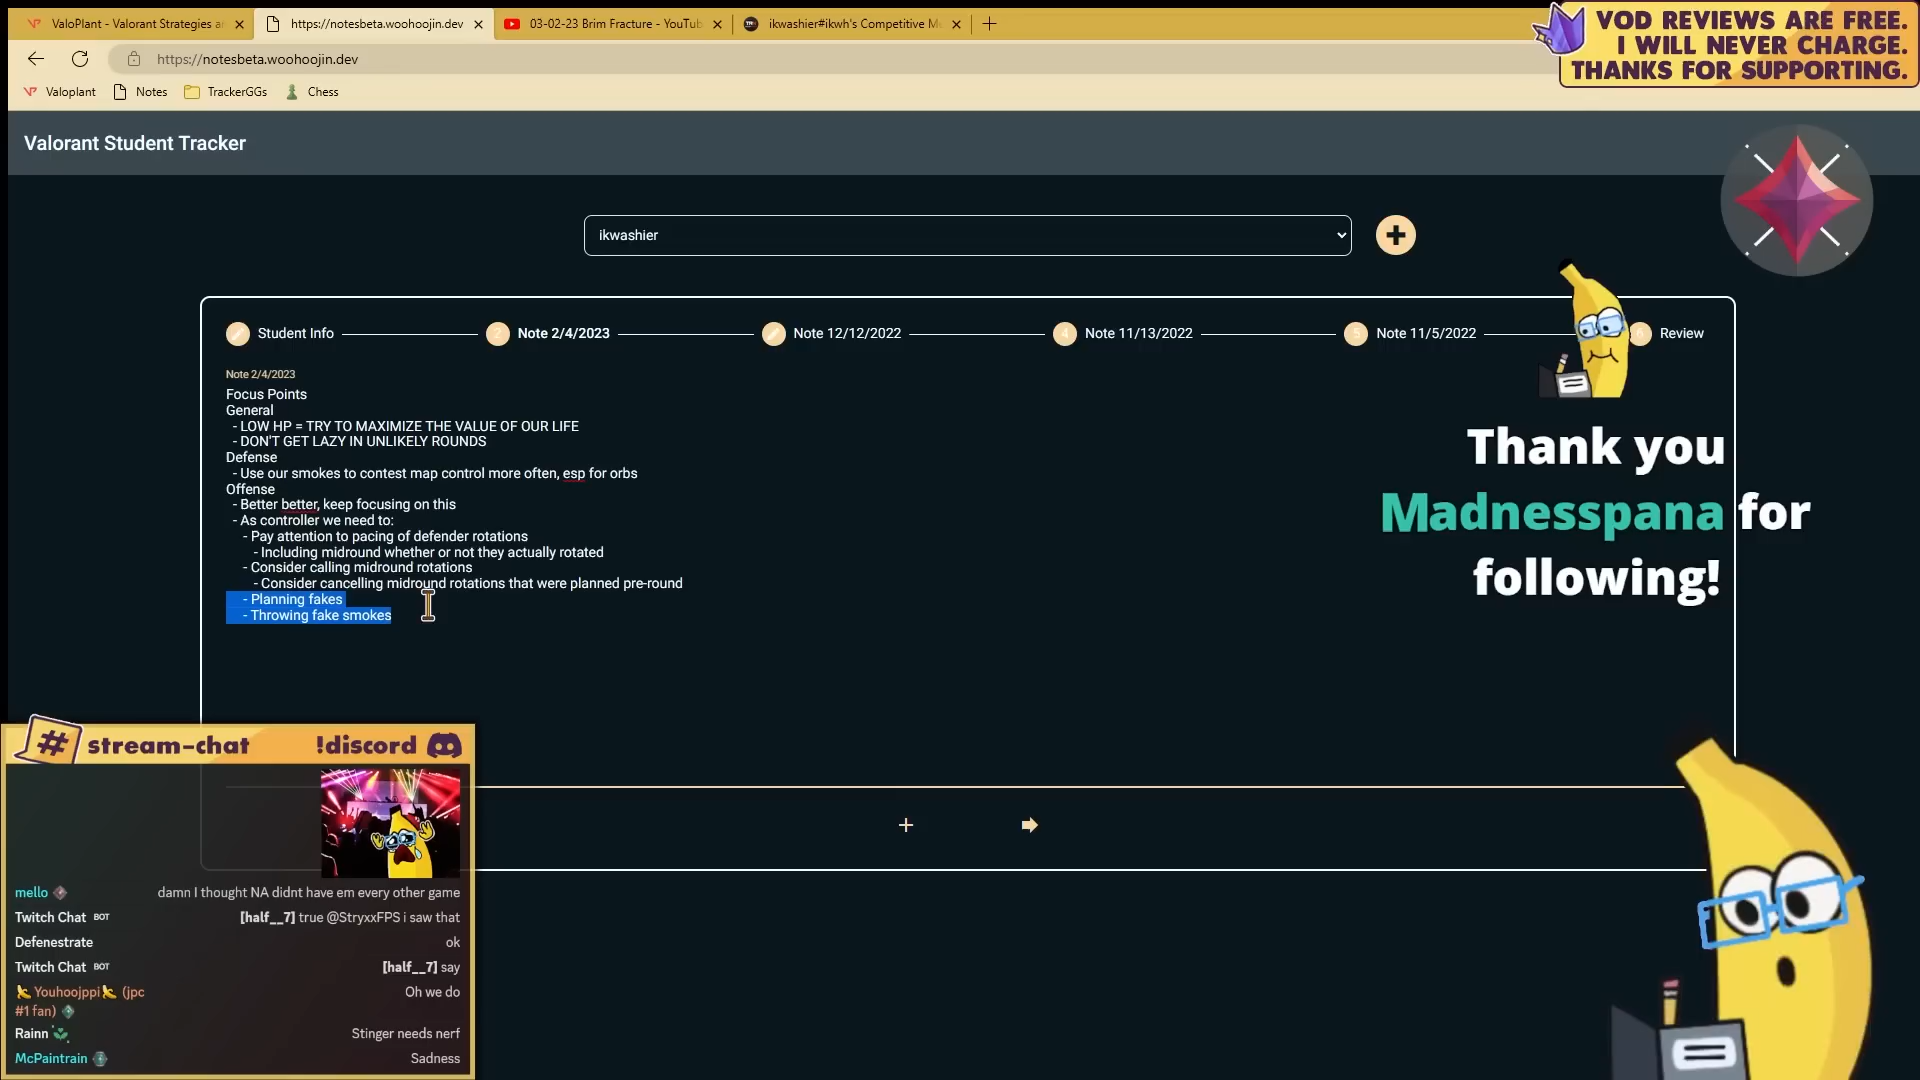 ValoPlant - Valorant Strategies a
https://notesbeta.woohoojin.dev
03-02-23 Brim Fracture - YouTub
ikwashier#ikwh's Competitive M
https://notesbeta.woohoojin.dev
Valoplant
Notes
TrackerGGs
Chess
VOD REVIEWS ARE FREE.
I WILL NEVER CHARGE.
THANKS FOR SUPPORTING.
Valorant Student Tracker
ikwashier
Student Info
2 Note 2/4/2023
Note 12/12/2022
4 Note 11/13/2022
5 Note 11/5/2022
6 Review
Note 2/4/2023
Focus Points
General
- LOW HP = TRY TO MAXIMIZE THE VALUE OF OUR LIFE
- DON'T GET LAZY IN UNLIKELY ROUNDS
Defense
- Use our smokes to contest map control more often, esp for orbs
Offense
- Better better, keep focusing on this
- As controller we need to:
- Pay attention to pacing of defender rotations
- Including midround whether or not they actually rotated
- Consider calling midround rotations
- Consider cancelling midround rotations that were planned pre-round
- Planning fakes
- Throwing fake smokes
Thank you
Madnesspana for
following!
# stream-chat !discord
mello damn I thought NA didnt have em every other game
Twitch Chat BOT [half__7] true @StryxxFPS i saw that
Defenestrate ok
Twitch Chat BOT [half__7] say
Youhoojppi (jpc Oh we do
#1 fan)
Rainn Stinger needs nerf
McPaintrain Sadness